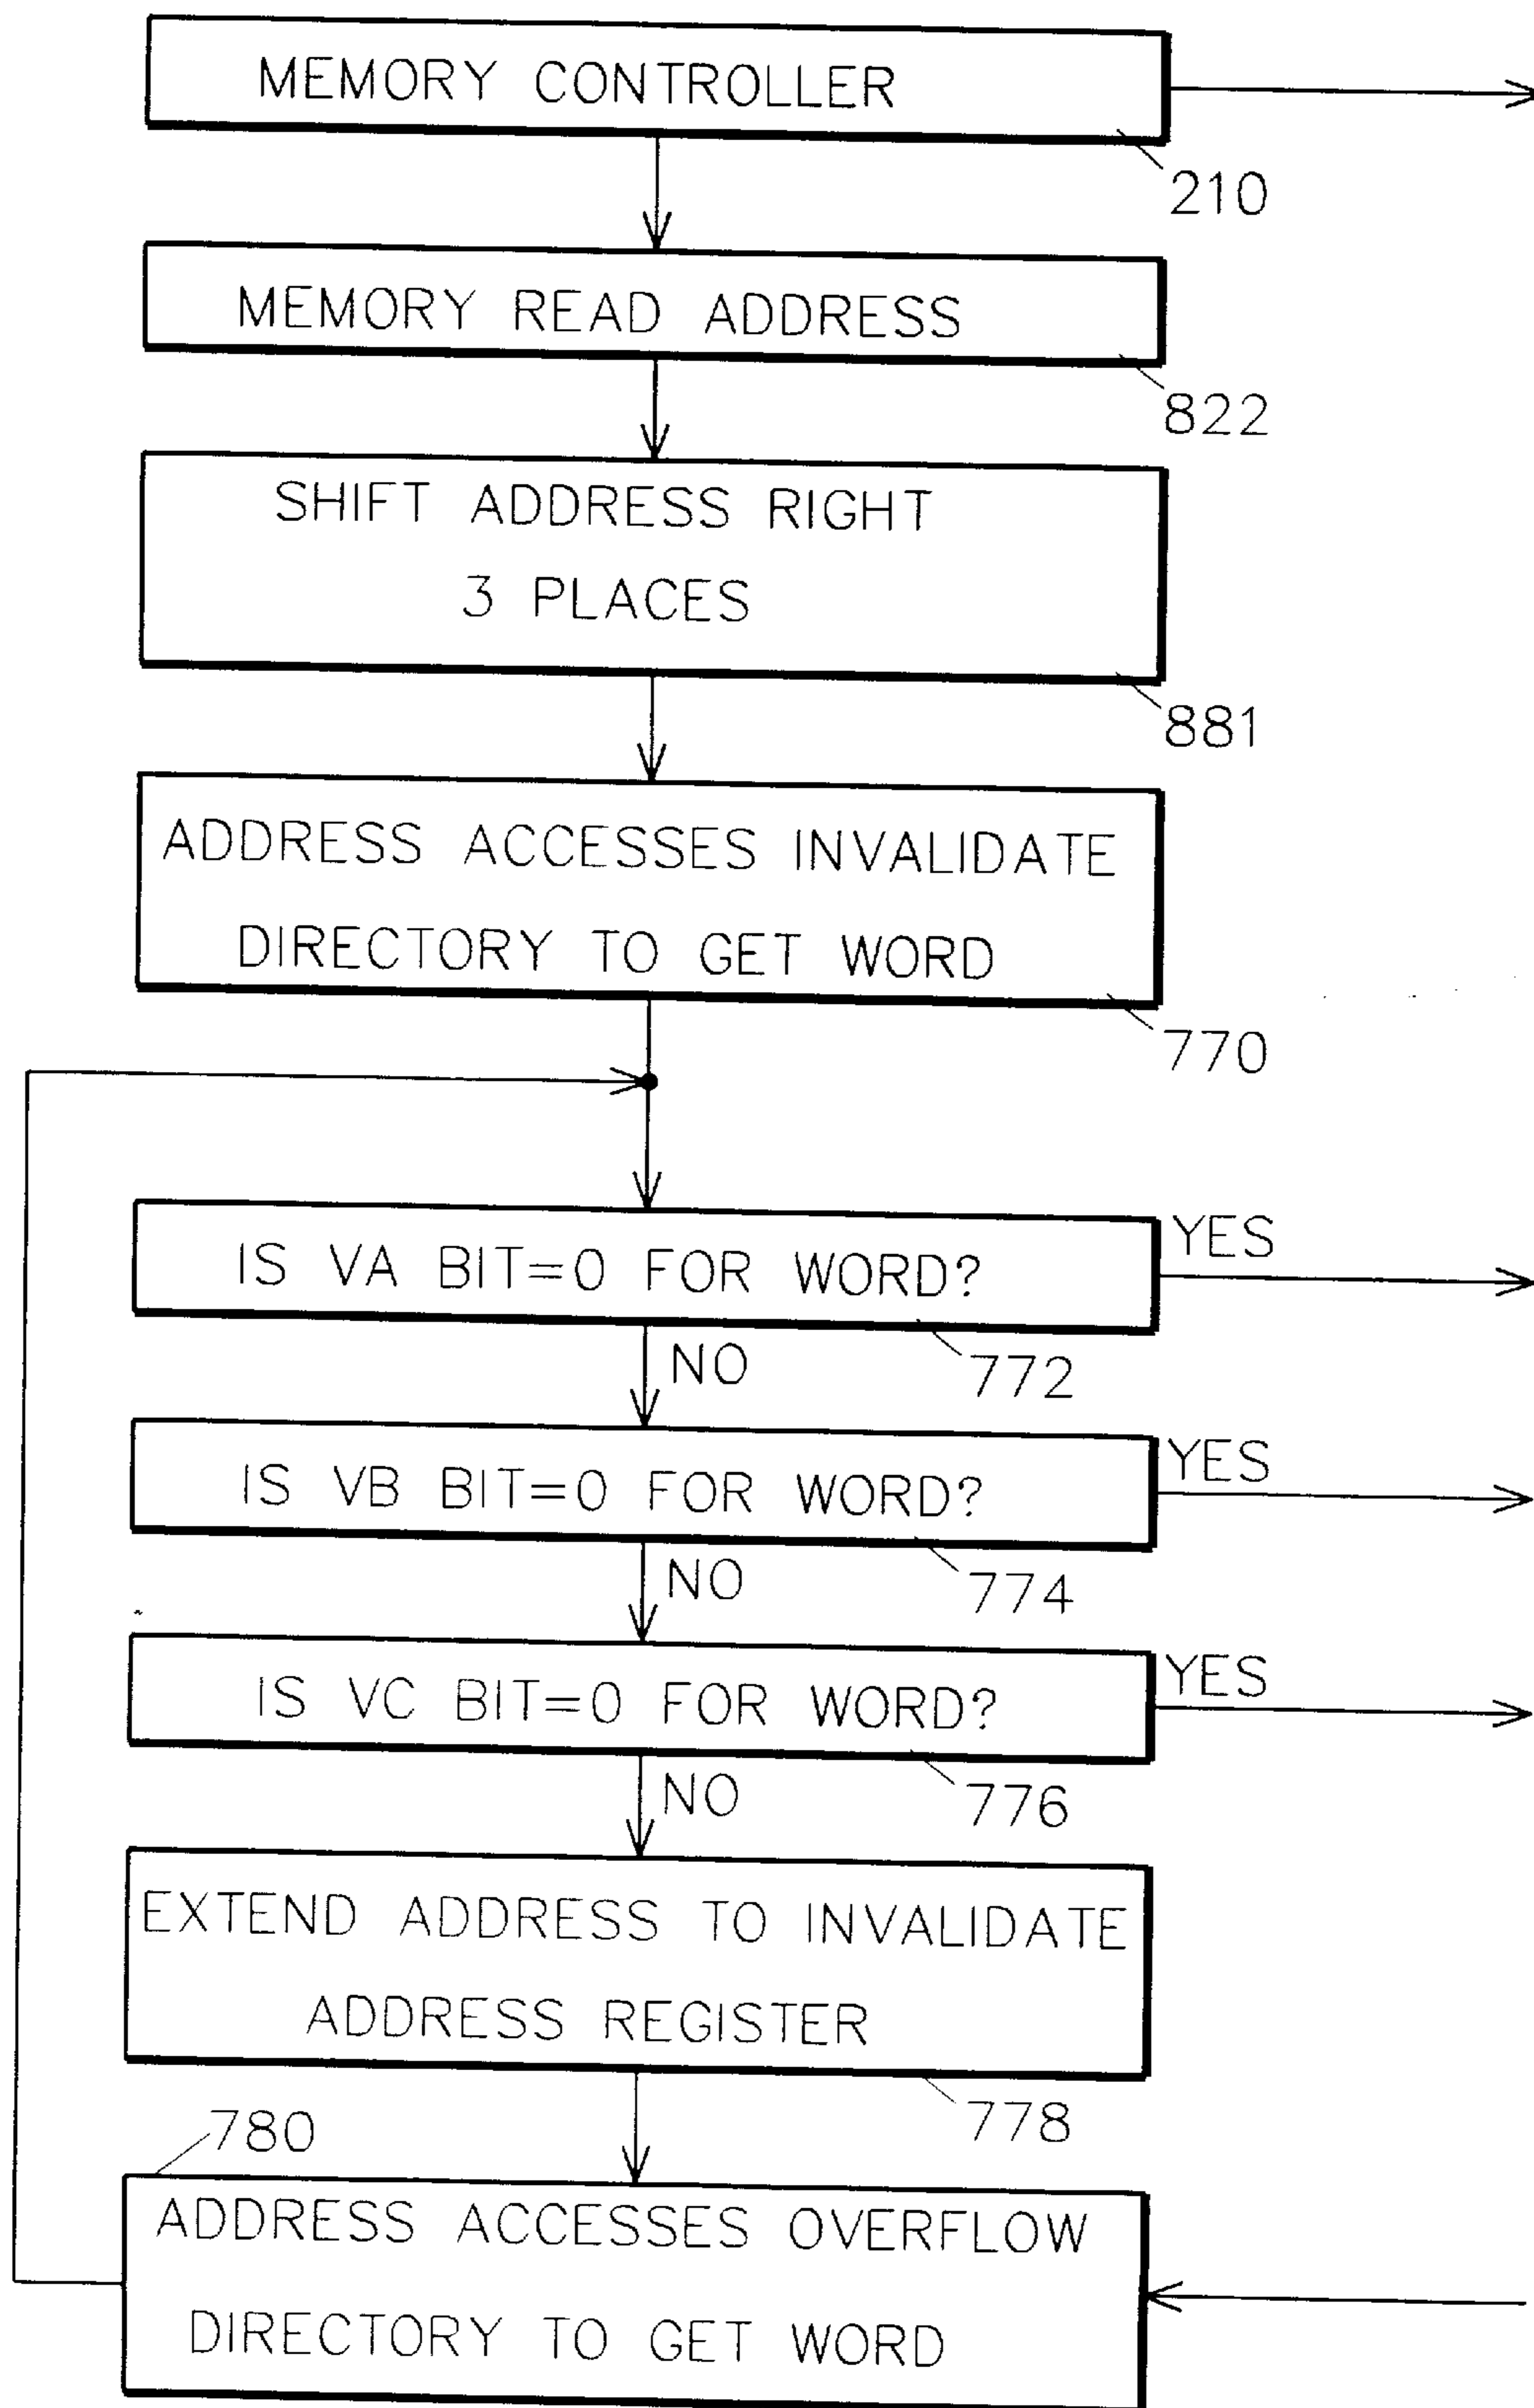 MEMORY CONTROLLER
210
MEMORY READ ADDRESS
822
SHIFT ADDRESS RIGHT
3 PLACES
881
ADDRESS ACCESSES INVALIDATE
DIRECTORY TO GET WORD
770
IS VA BIT=0 FOR WORD?
YES
772
NO
IS VB BIT=0 FOR WORD?
YES
774
NO
IS VC BIT=0 FOR WORD?
YES
776
NO
EXTEND ADDRESS TO INVALIDATE
ADDRESS REGISTER
778
780
ADDRESS ACCESSES OVERFLOW
DIRECTORY TO GET WORD